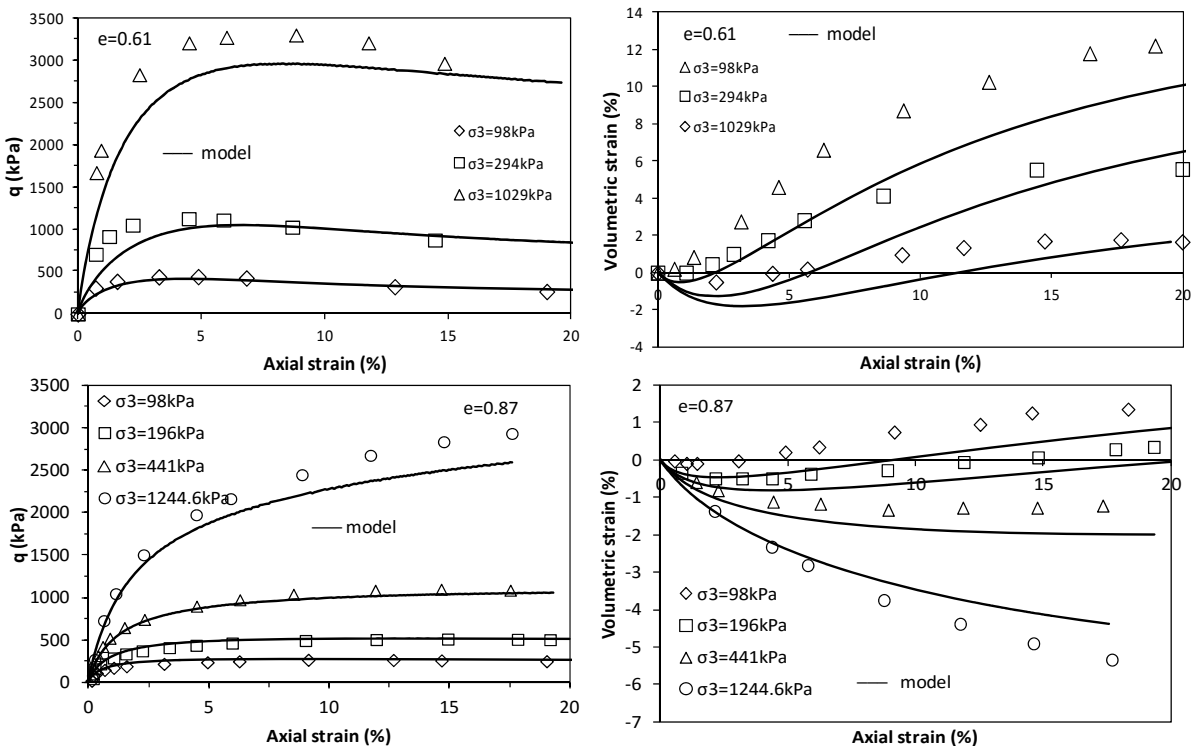 3500
3000
2500
2000
1500
1000
500
0
0
5
10
15
20
q (kPa)
Axial strain (%)
e=0.61
σ3=98kPa
σ3=294kPa
σ3=1029kPa
model
14
12
10
8
6
4
2
0
-2
-4
0
5
10
15
20
Volumetric strain (%)
Axial strain (%)
e=0.61
model
σ3=98kPa
σ3=294kPa
σ3=1029kPa
3500
3000
2500
2000
1500
1000
500
0
0
5
10
15
20
q (kPa)
Axial strain (%)
e=0.87
σ3=98kPa
σ3=196kPa
σ3=441kPa
σ3=1244.6kPa
model
2
1
0
-1
-2
-3
-4
-5
-6
-7
0
5
10
15
20
Volumetric strain (%)
Axial strain (%)
e=0.87
σ3=98kPa
σ3=196kPa
σ3=441kPa
σ3=1244.6kPa
model